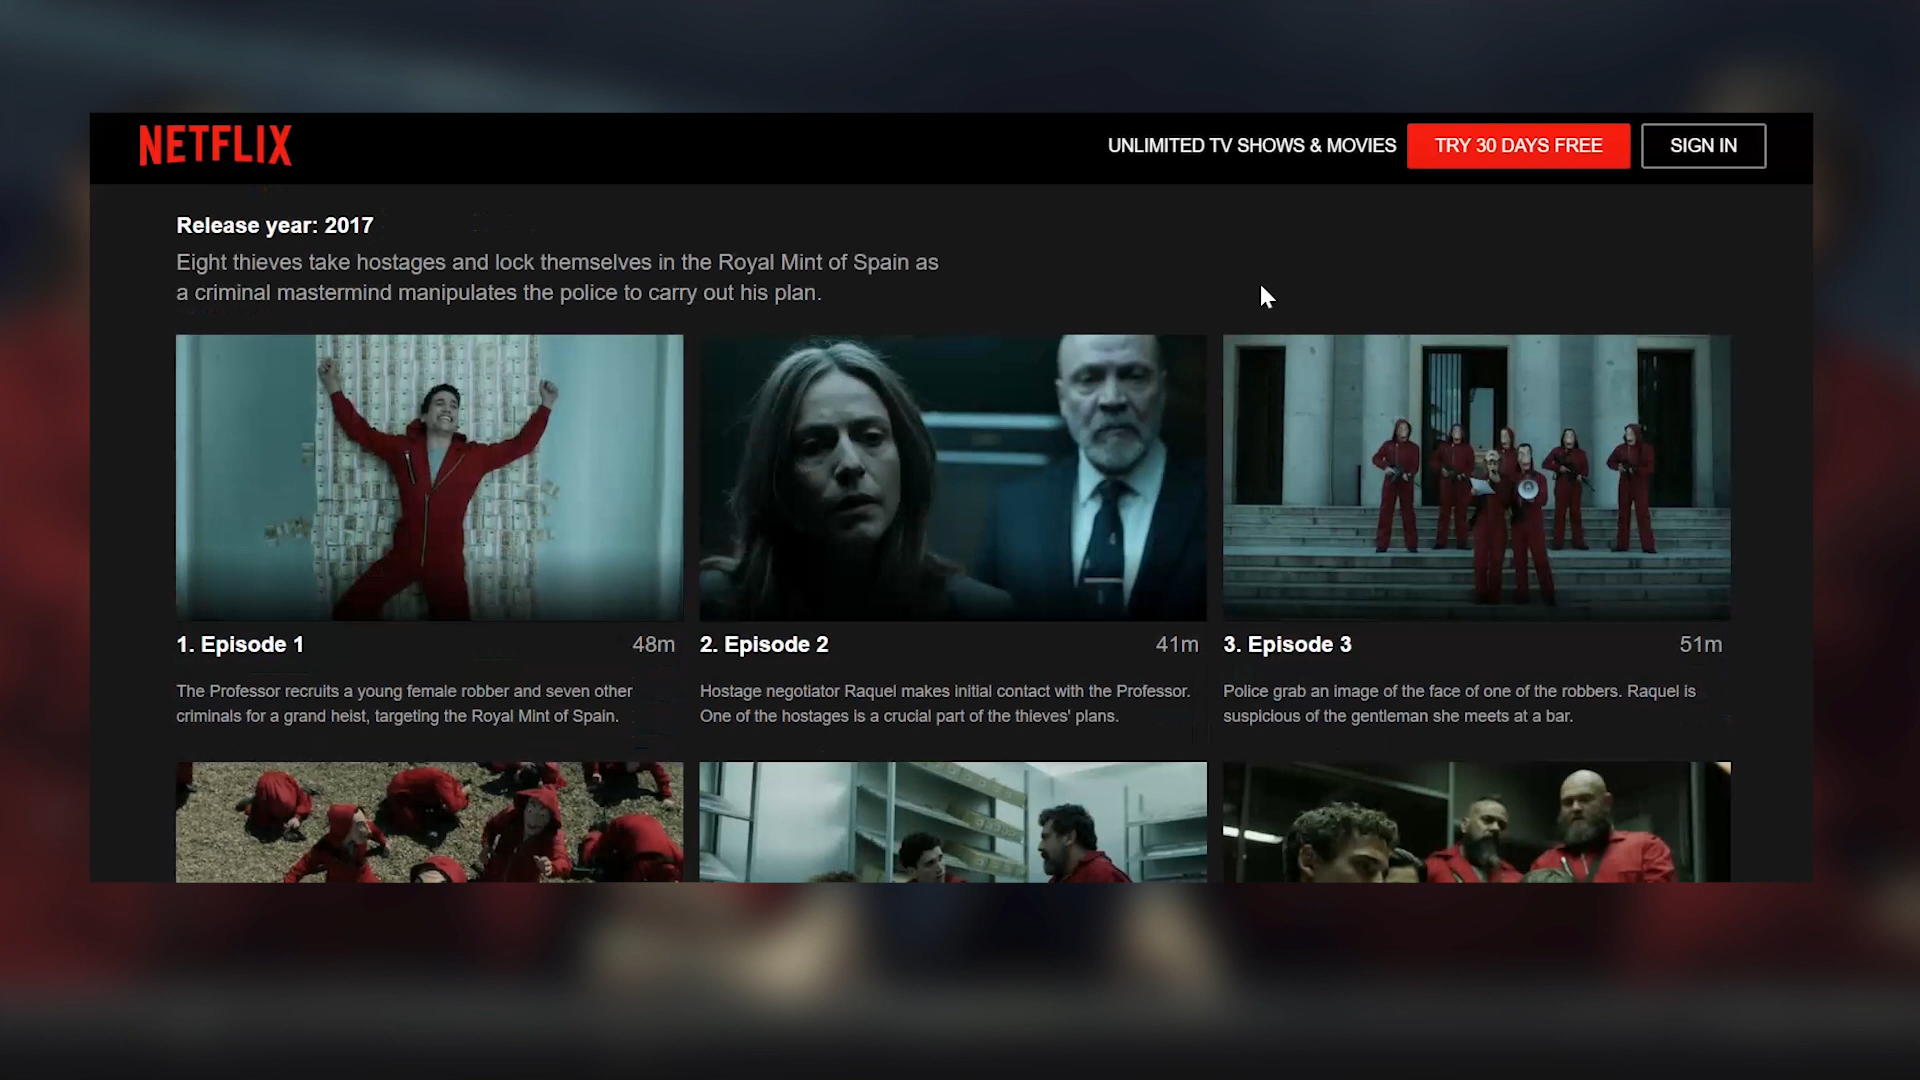 NETFLIX
UNLIMITED TV SHOWS & MOVIES
TRY 30 DAYS FREE
SIGN IN
Release year: 2017
Eight thieves take hostages and lock themselves in the Royal Mint of Spain as
a criminal mastermind manipulates the police to carry out his plan.
1. Episode 1
48m
The Professor recruits a young female robber and seven other
criminals for a grand heist, targeting the Royal Mint of Spain.
2. Episode 2
41m
Hostage negotiator Raquel makes initial contact with the Professor.
One of the hostages is a crucial part of the thieves' plans.
3. Episode 3
51m
Police grab an image of the face of one of the robbers. Raquel is
suspicious of the gentleman she meets at a bar.